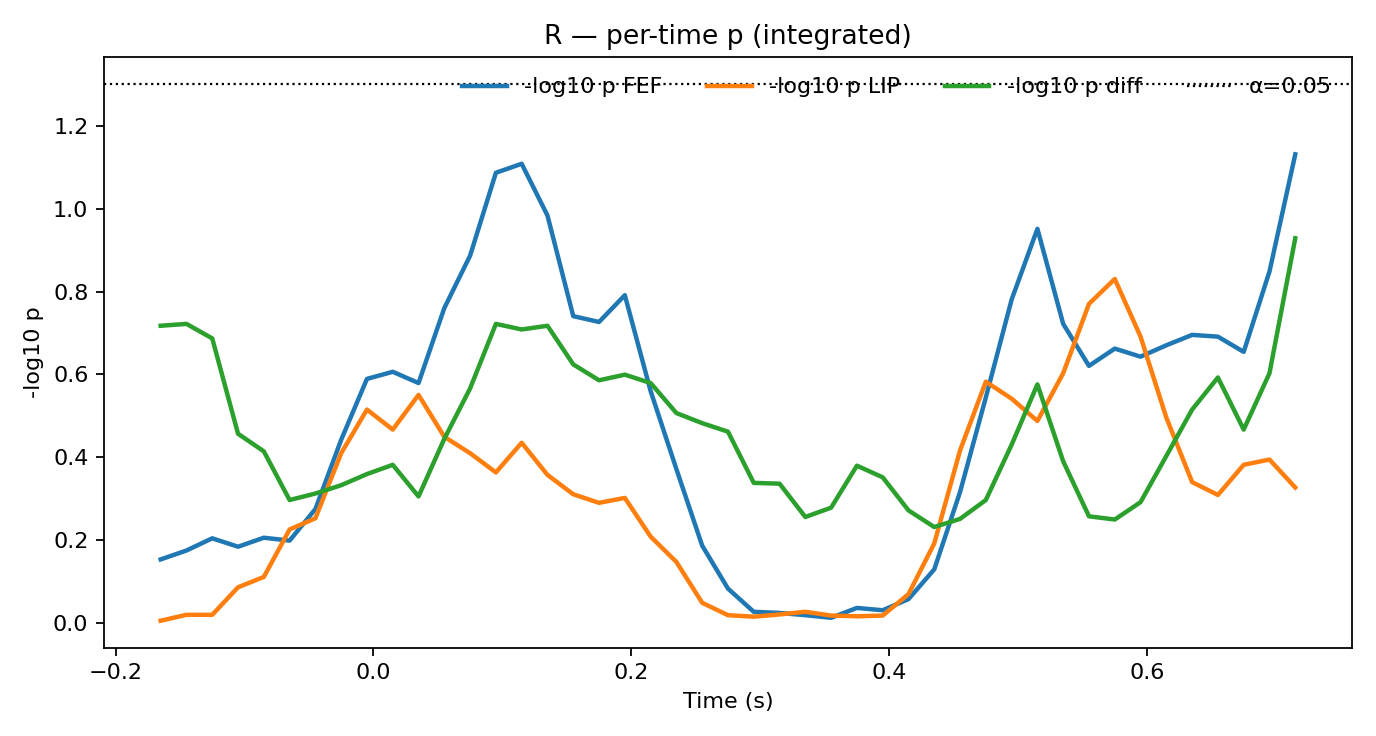 R — per-time p (integrated)
-log10 p FEF -log10 p LIP -log10 p diff α=0.05
-log10 p
1.2
1.0
0.8
0.6
0.4
0.2
0.0
−0.2 0.0 0.2 0.4 0.6
Time (s)